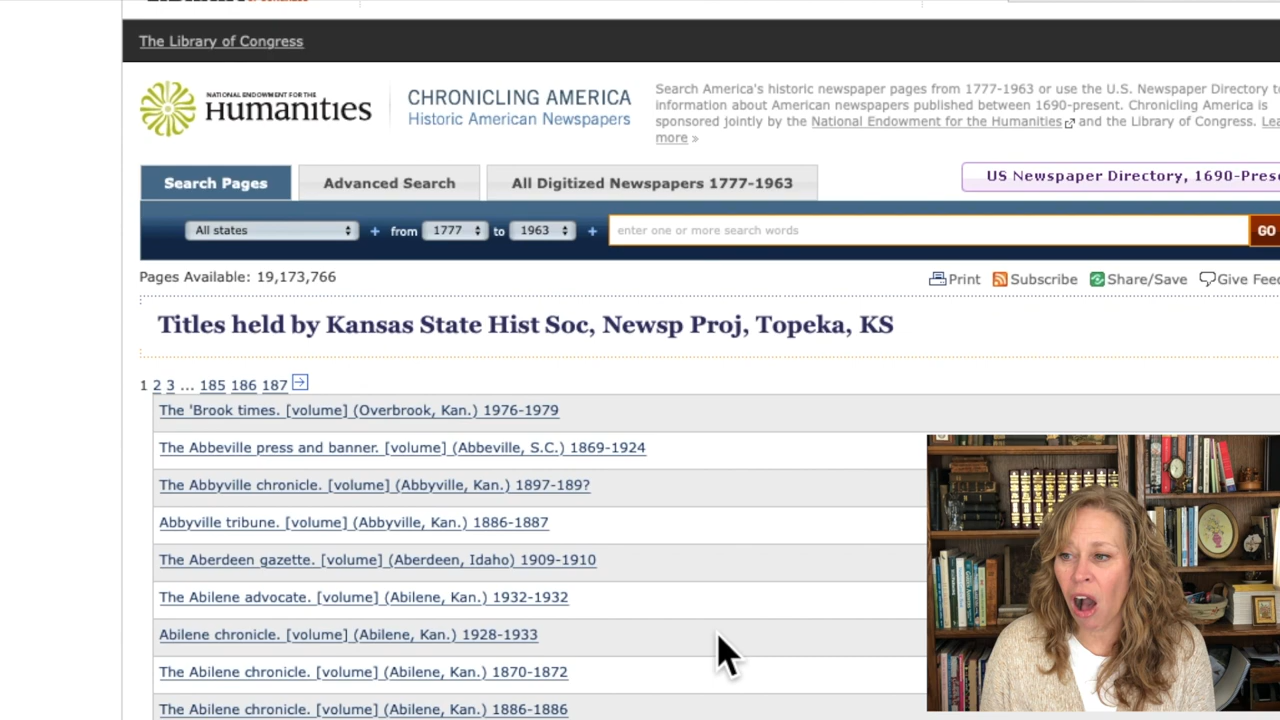 The Library of Congress
NATIONAL ENDOWMENT FOR THE
Humanities
CHRONICLING AMERICA
Historic American Newspapers
Search America's historic newspaper pages from 1777-1963 or use the U.S. Newspaper Directory to
information about American newspapers published between 1690-present. Chronicling America is
sponsored jointly by the National Endowment for the Humanities and the Library of Congress.
more »
Search Pages
Advanced Search
All Digitized Newspapers 1777-1963
US Newspaper Directory, 1690-
All states + from 1777 to 1963 + enter one or more search words GO
Pages Available: 19,173,766
Print Subscribe Share/Save Give
Titles held by Kansas State Hist Soc, Newsp Proj, Topeka, KS
1 2 3 ... 185 186 187
The 'Brook times. [volume] (Overbrook, Kan.) 1976-1979
The Abbeville press and banner. [volume] (Abbeville, S.C.) 1869-1924
The Abbyville chronicle. [volume] (Abbyville, Kan.) 1897-189?
Abbyville tribune. [volume] (Abbyville, Kan.) 1886-1887
The Aberdeen gazette. [volume] (Aberdeen, Idaho) 1909-1910
The Abilene advocate. [volume] (Abilene, Kan.) 1932-1932
Abilene chronicle. [volume] (Abilene, Kan.) 1928-1933
The Abilene chronicle. [volume] (Abilene, Kan.) 1870-1872
The Abilene chronicle. [volume] (Abilene, Kan.) 1886-1886